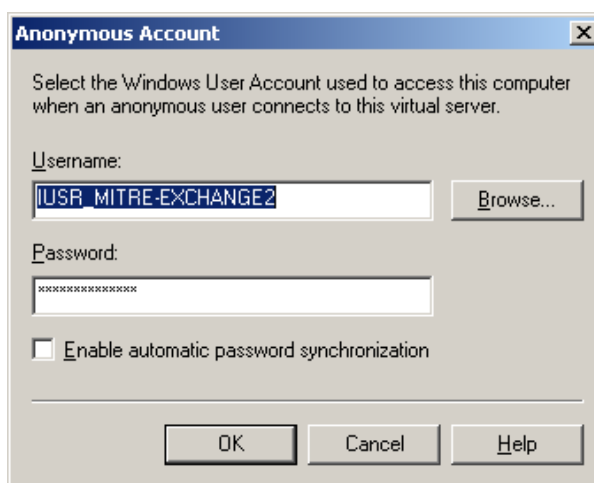 Anonymous Account
Select the Windows User Account used to access this computer
when an anonymous user connects to this virtual server.
Username:
IUSR_MITRE-EXCHANGE2
Browse...
Password:
**************
Enable automatic password synchronization
OK
Cancel
Help